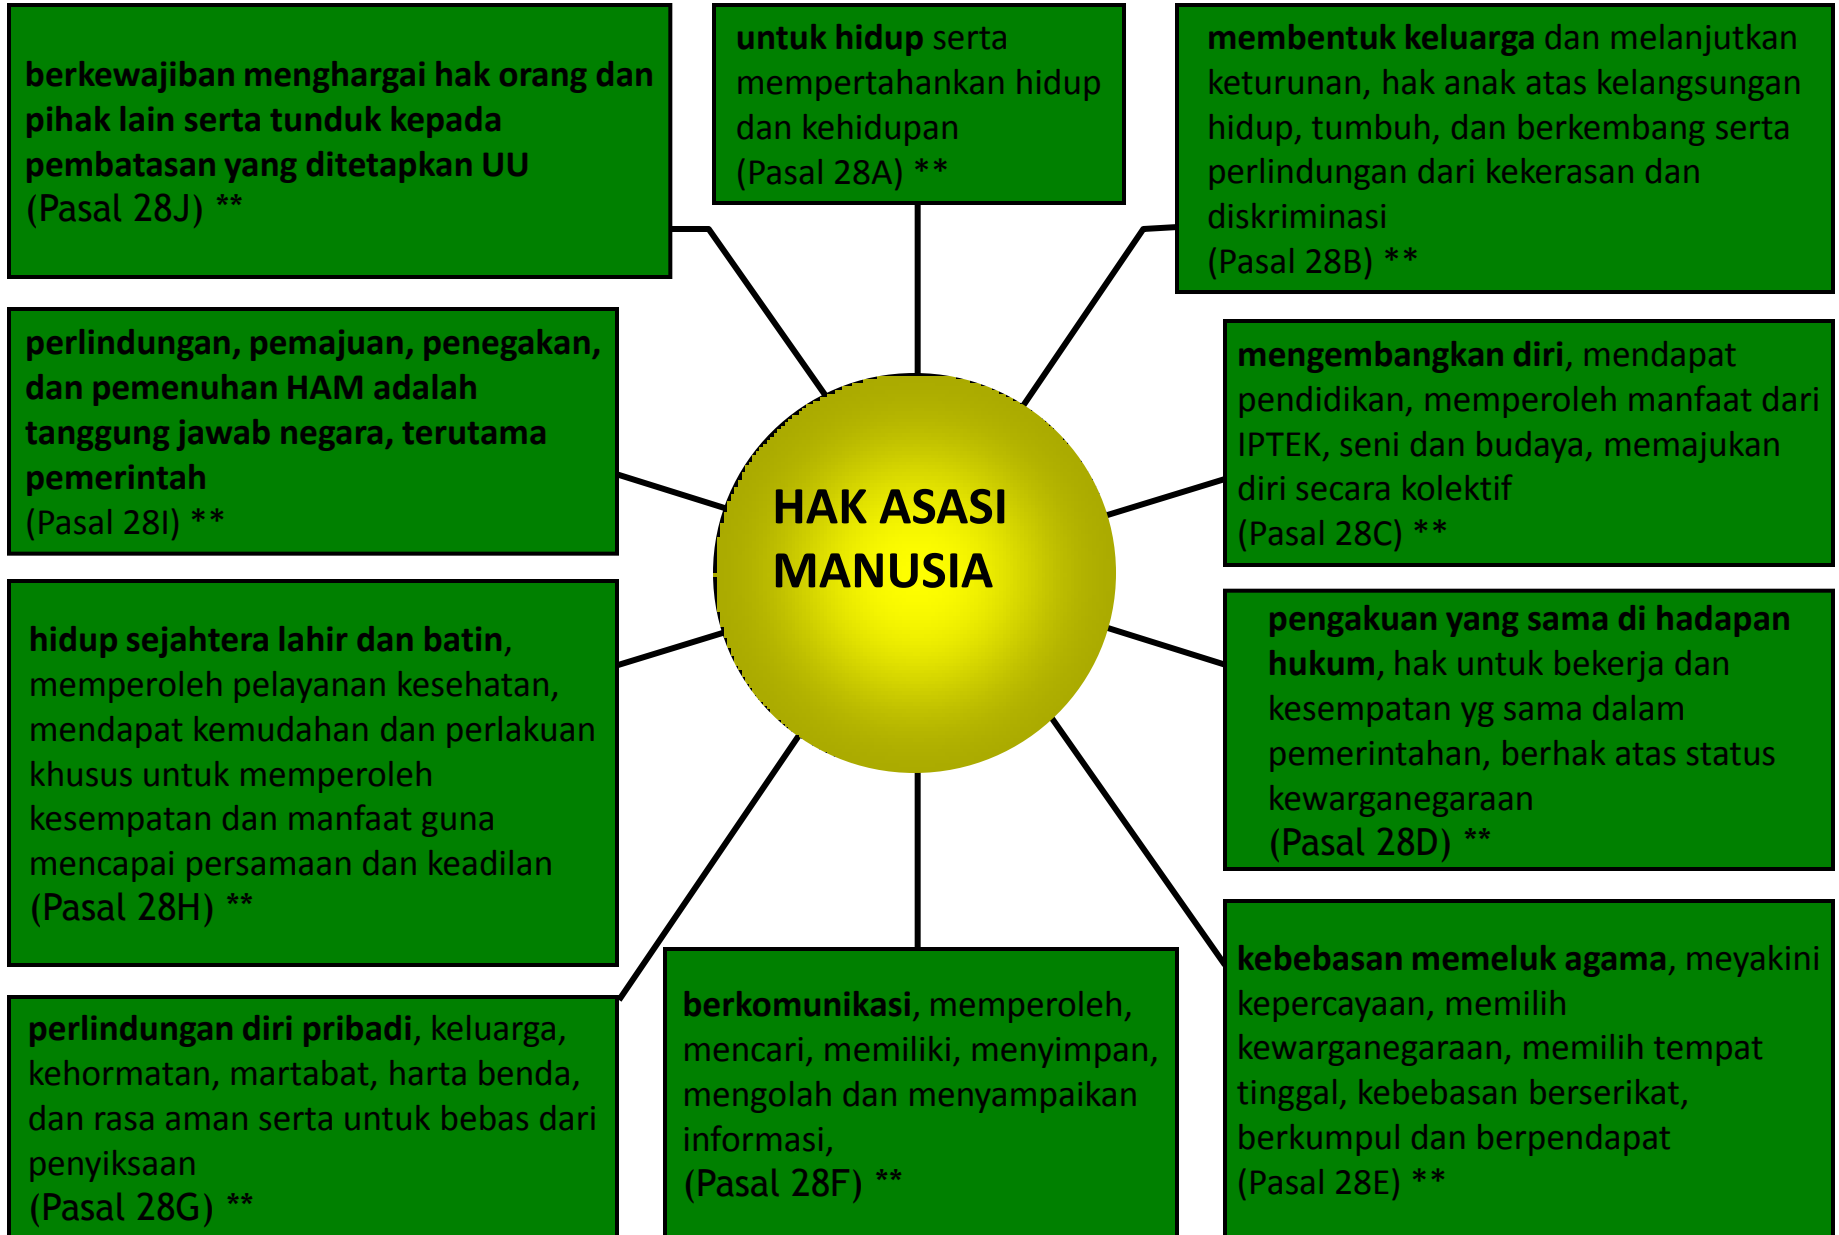 berkewajiban menghargai hak orang dan
pihak lain serta tunduk kepada
pembatasan yang ditetapkan UU
(Pasal 28J) **
untuk hidup serta
mempertahankan hidup
dan kehidupan
(Pasal 28A) **
membentuk keluarga dan melanjutkan
keturunan, hak anak atas kelangsungan
hidup, tumbuh, dan berkembang serta
perlindungan dari kekerasan dan
diskriminasi
(Pasal 28B) **
perlindungan, pemajuan, penegakan,
dan pemenuhan HAM adalah
tanggung jawab negara, terutama
pemerintah
(Pasal 28I) **
HAK ASASI
MANUSIA
mengembangkan diri, mendapat
pendidikan, memperoleh manfaat dari
IPTEK, seni dan budaya, memajukan
diri secara kolektif
(Pasal 28C) **
hidup sejahtera lahir dan batin,
memperoleh pelayanan kesehatan,
mendapat kemudahan dan perlakuan
khusus untuk memperoleh
kesempatan dan manfaat guna
mencapai persamaan dan keadilan
(Pasal 28H) **
pengakuan yang sama di hadapan
hukum, hak untuk bekerja dan
kesempatan yg sama dalam
pemerintahan, berhak atas status
kewarganegaraan
(Pasal 28D) **
perlindungan diri pribadi, keluarga,
kehormatan, martabat, harta benda,
dan rasa aman serta untuk bebas dari
penyiksaan
(Pasal 28G) **
berkomunikasi, memperoleh,
mencari, memiliki, menyimpan,
mengolah dan menyampaikan
informasi,
(Pasal 28F) **
kebebasan memeluk agama, meyakini
kepercayaan, memilih
kewarganegaraan, memilih tempat
tinggal, kebebasan berserikat,
berkumpul dan berpendapat
(Pasal 28E) **